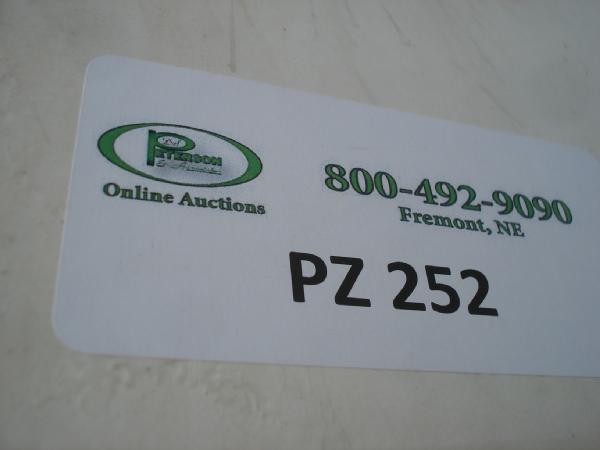 PETERSON
Online Auctions
800-492-9090
Fremont, NE
PZ 252